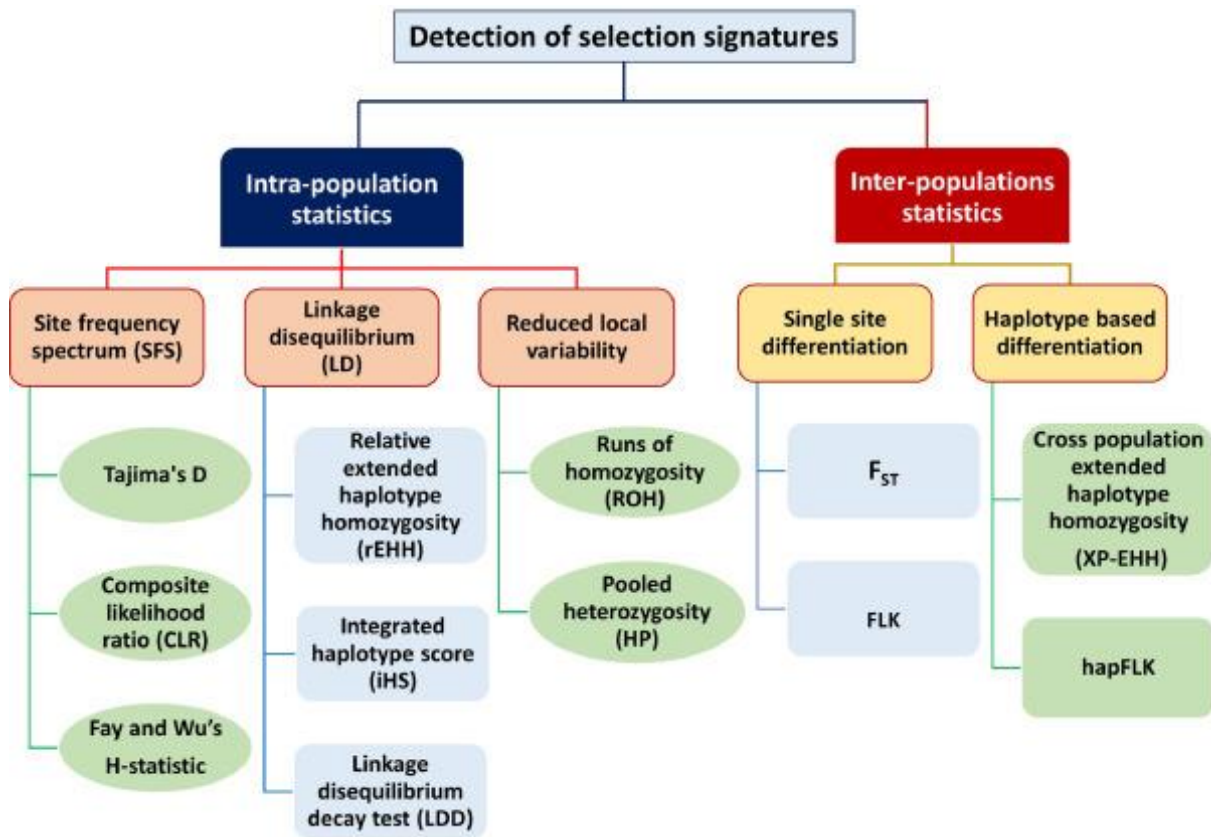 Detection of selection signatures
Intra-population
statistics
Inter-populations
statistics
Site frequency
spectrum (SFS)
Linkage
disequilibrium
(LD)
Reduced local
variability
Single site
differentiation
Haplotype based
differentiation
Tajima's D
Composite
likelihood
ratio (CLR)
Fay and Wu’s
H-statistic
Relative
extended
haplotype
homozygosity
(rEHH)
Integrated
haplotype score
(iHS)
Linkage
disequilibrium
decay test (LDD)
Runs of
homozygosity
(ROH)
Pooled
heterozygosity
(HP)
FST
FLK
Cross population
extended
haplotype
homozygosity
(XP-EHH)
hapFLK